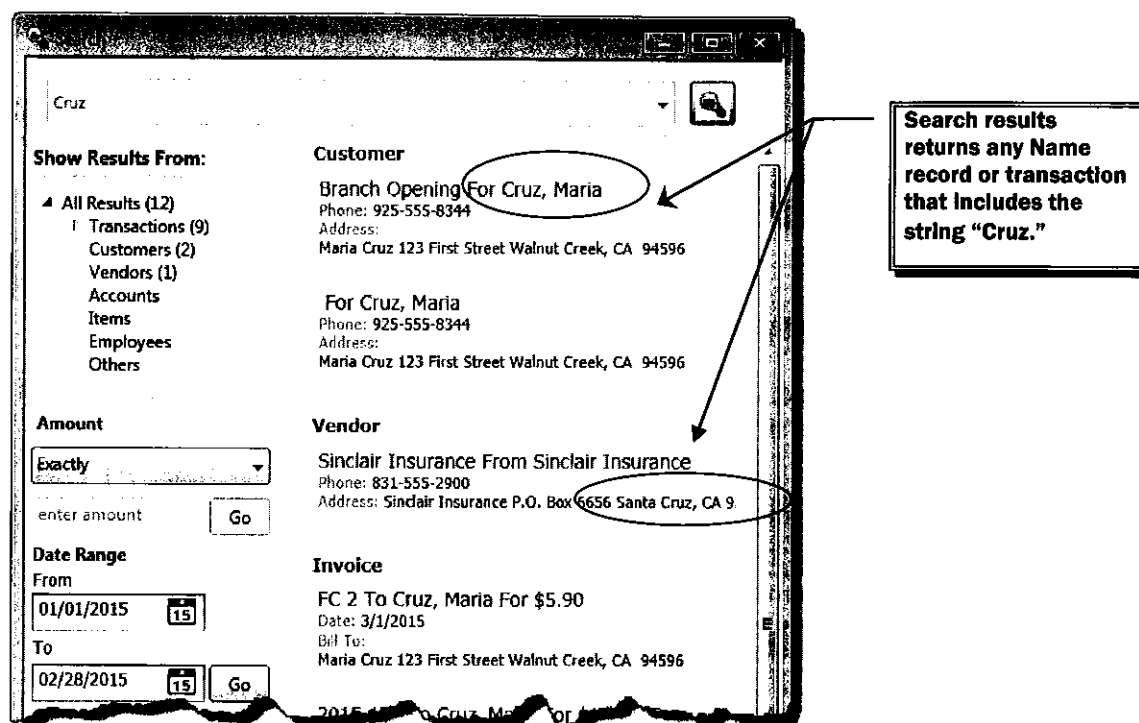 Cruz
Show Results From:
All Results (12)
Transactions (9)
Customers (2)
Vendors (1)
Accounts
Items
Employees
Others
Amount
Exactly
enter amount
Go
Date Range
From
01/01/2015
15
To
02/28/2015
15
Go
Customer
Branch Opening For Cruz, Maria
Phone: 925-555-8344
Address:
Maria Cruz 123 First Street Walnut Creek, CA 94596
For Cruz, Maria
Phone: 925-555-8344
Address:
Maria Cruz 123 First Street Walnut Creek, CA 94596
Vendor
Sinclair Insurance From Sinclair Insurance
Phone: 831-555-2900
Address: Sinclair Insurance P.O. Box 6656 Santa Cruz, CA 9
Invoice
FC 2 To Cruz, Maria For $5.90
Date: 3/1/2015
Bill To:
Maria Cruz 123 First Street Walnut Creek, CA 94596
Cruz,
Search results
returns any Name
record or transaction
that includes the
string “Cruz.”